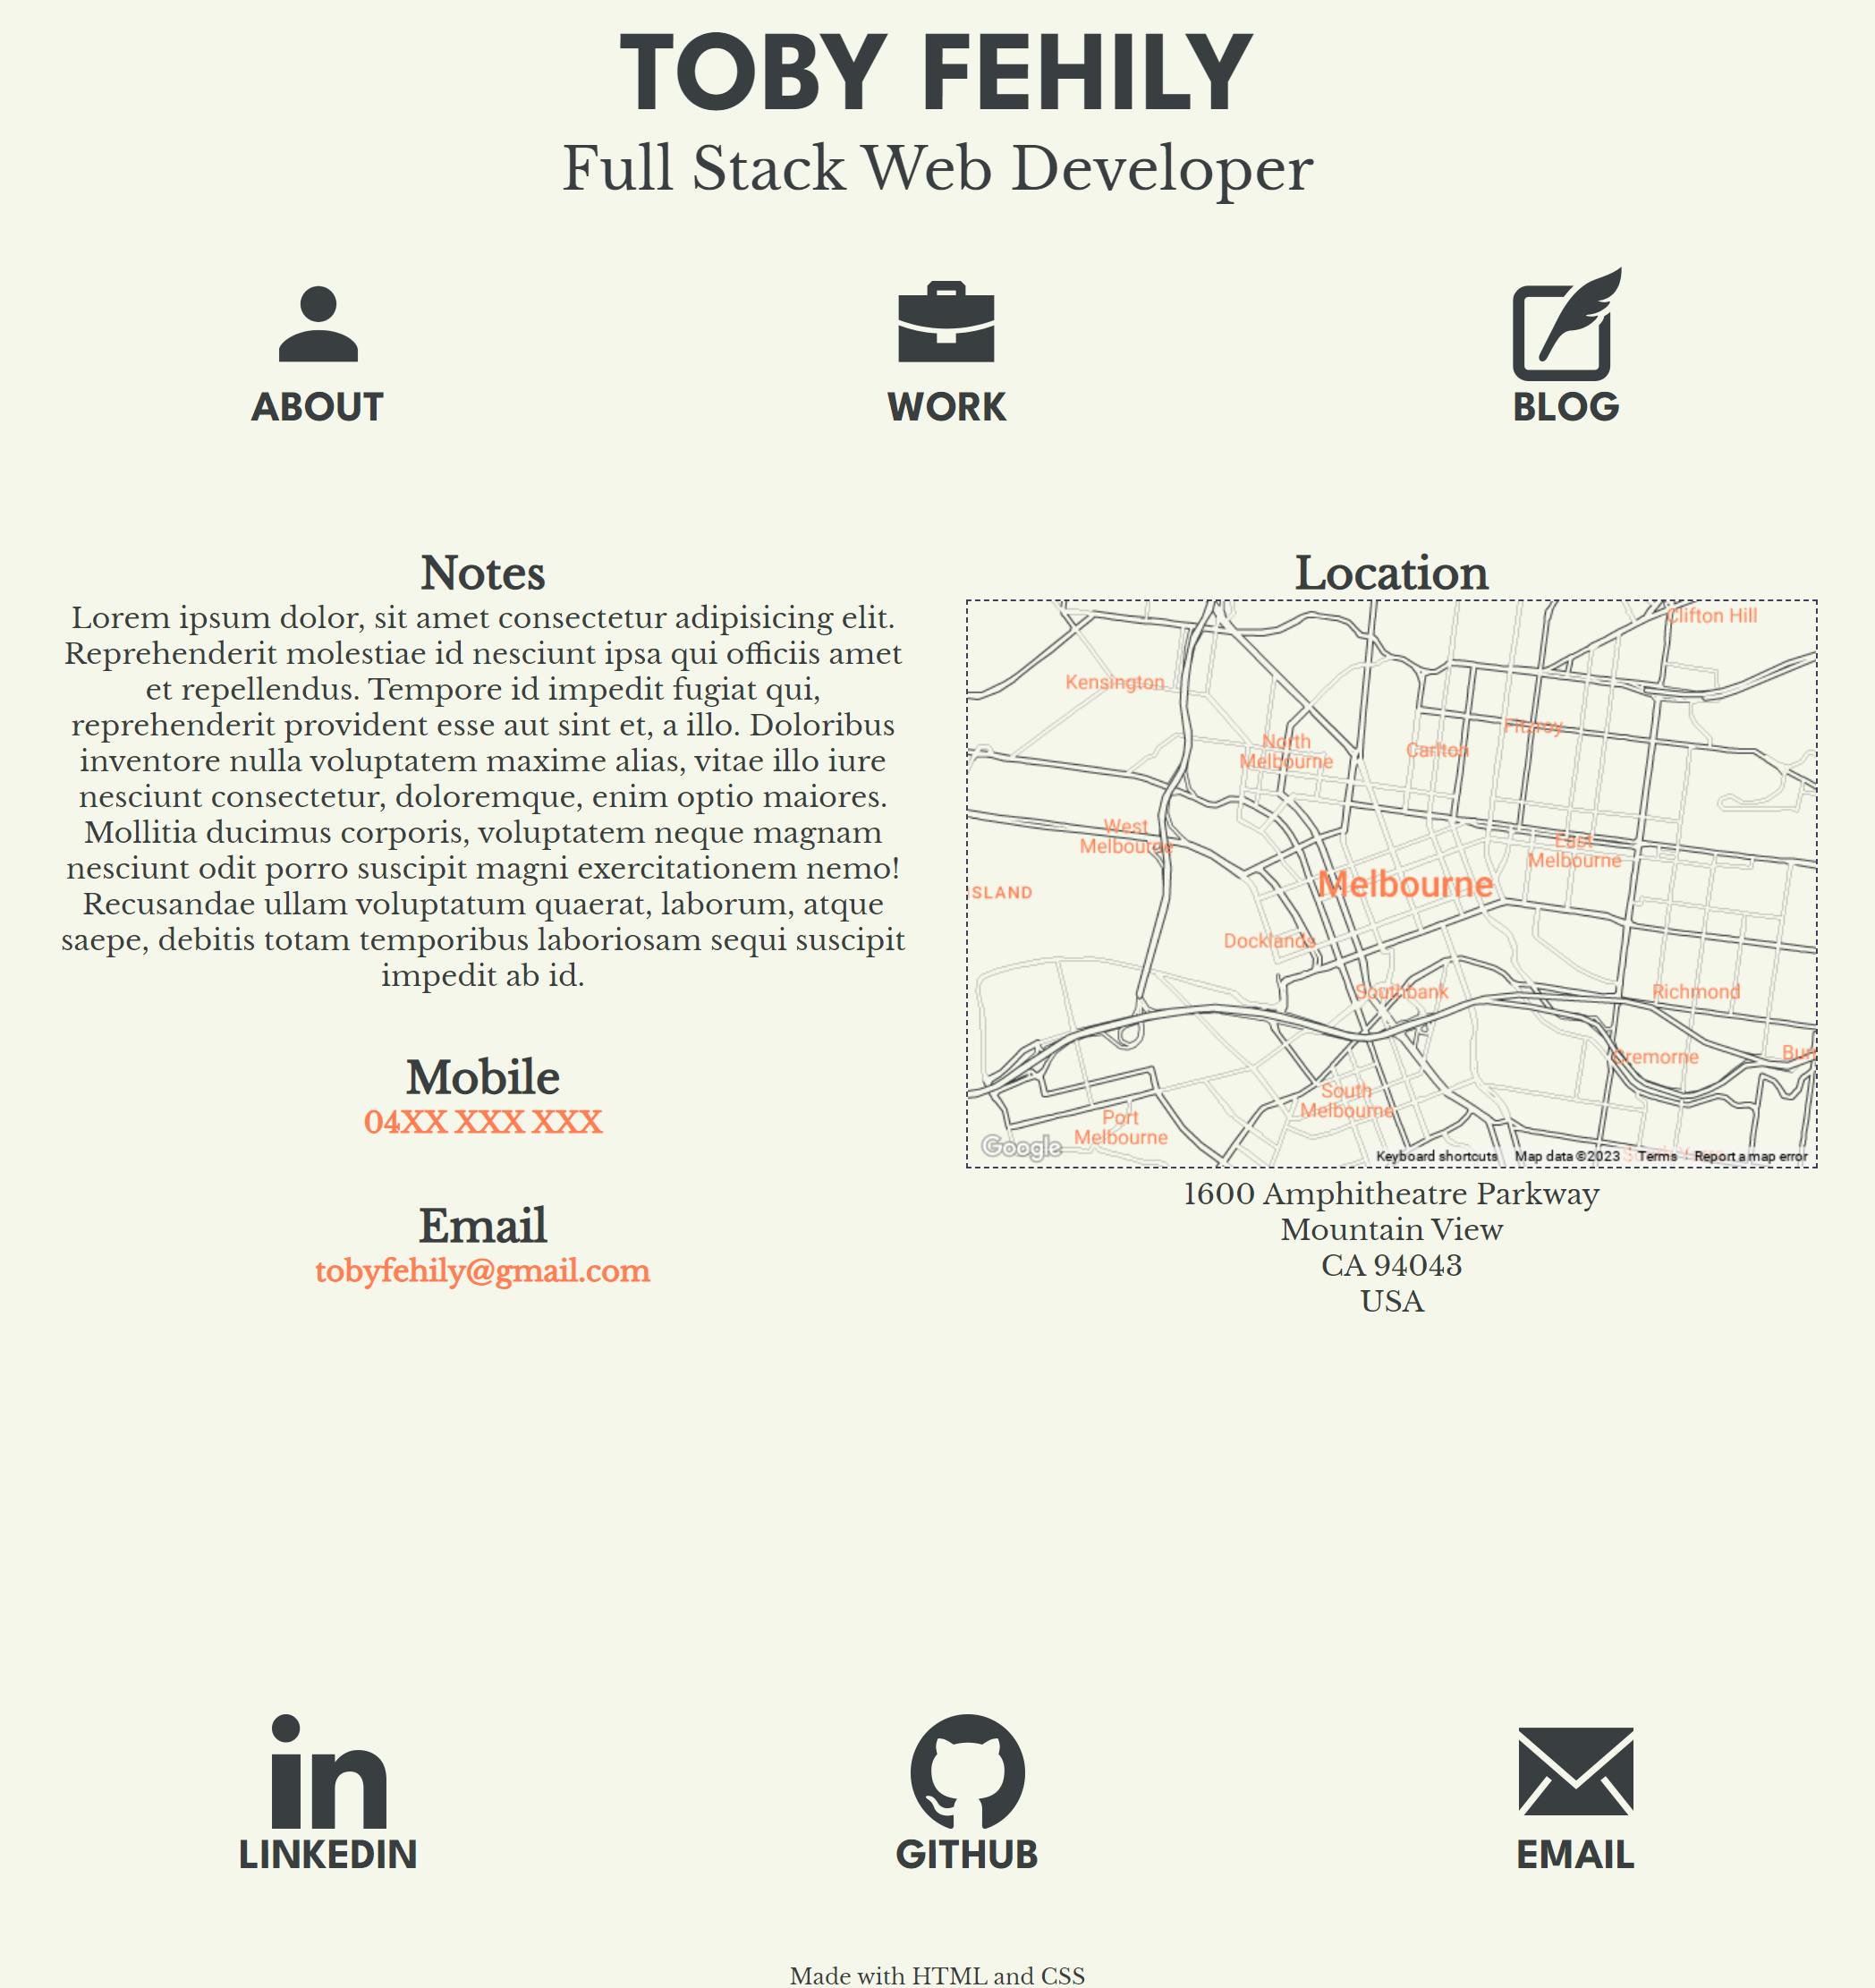 TOBY FEHILY
Full Stack Web Developer
ABOUT
WORK
BLOG
Notes
Lorem ipsum dolor, sit amet consectetur adipisicing elit.
Reprehenderit molestiae id nesciunt ipsa qui officiis amet
et repellendus. Tempore id impedit fugiat qui,
reprehenderit provident esse aut sint et, a illo. Doloribus
inventore nulla voluptatem maxime alias, vitae illo iure
nesciunt consectetur, doloremque, enim optio maiores.
Mollitia ducimus corporis, voluptatem neque magnam
nesciunt odit porro suscipit magni exercitationem nemo!
Recusandae ullam voluptatum quaerat, laborum, atque
saepe, debitis totam temporibus laboriosam sequi suscipit
impedit ab id.
Mobile
04XX XXX XXX
Email
tobyfehily@gmail.com
Location
Clifton Hill
Kensington
Fitzroy
North
Melbourne
Carlton
West
Melbourne
East
Melbourne
Melbourne
SLAND
Docklands
Southbank
Richmond
Cremorne
Bur
South
Melbourne
Port
Melbourne
Google
Keyboard shortcuts
Map data ©2023
Terms
Report a map error
1600 Amphitheatre Parkway
Mountain View
CA 94043
USA
LINKEDIN
GITHUB
EMAIL
Made with HTML and CSS